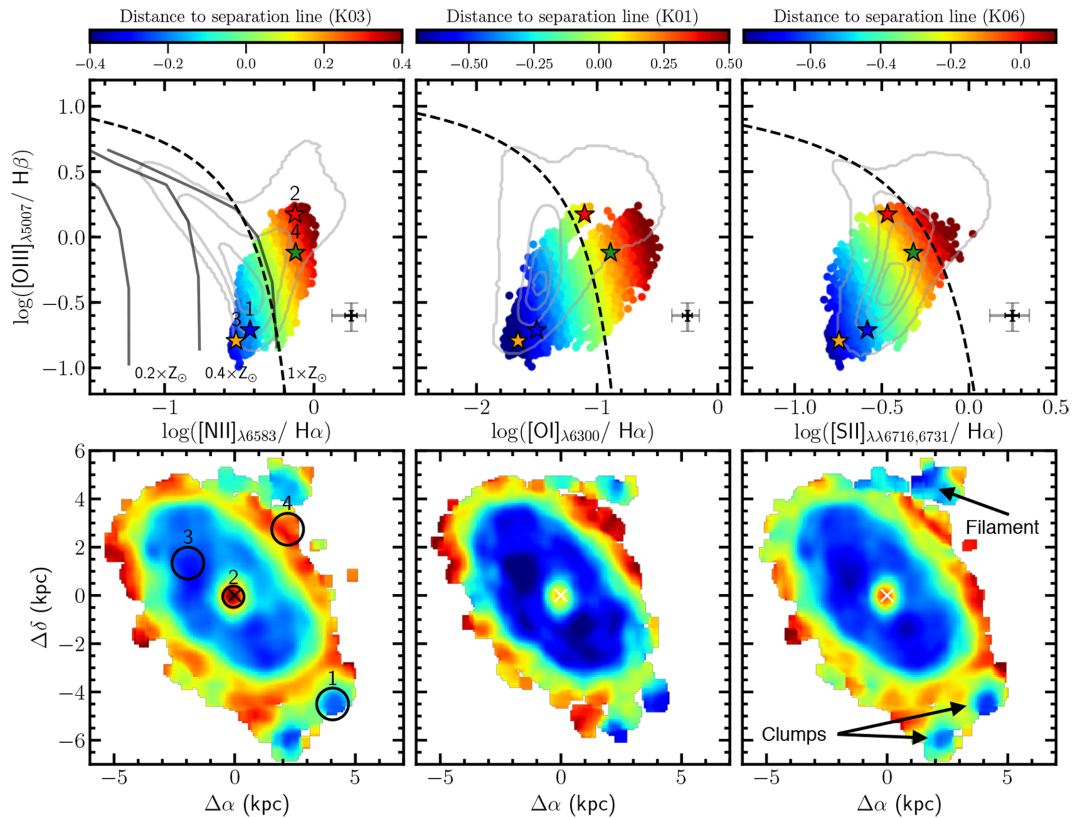 Distance to separation line (K03) Distance to separation line (K01) Distance to separation line (K06)
−0.4 −0.2 0.0 0.2 0.4 −0.50 −0.25 0.00 0.25 0.50 −0.6 −0.4 −0.2 0.0
1.0
0.5
0.0
−0.5
−1.0
log([OIII]λ5007/ Hβ)
2
4
1
3
0.2×Z⊙ 0.4×Z⊙ 1×Z⊙
−1 0 −2 −1 0 −1.0 −0.5 0.0 0.5
log([NII]λ6583/ Hα) log([OI]λ6300/ Hα) log([SII]λλ6716,6731/ Hα)
6
4
2
0
−2
−4
−6
Δδ (kpc)
4
3
2
1
Filament
Clumps
−5 0 5 −5 0 5 −5 0 5
Δα (kpc) Δα (kpc) Δα (kpc)